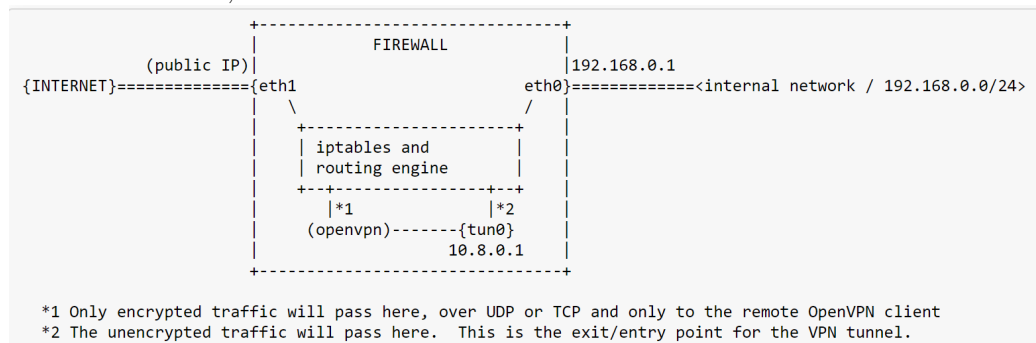 FIREWALL
(public IP)
192.168.0.1
{INTERNET}=============={eth1 eth0}=============<internal network / 192.168.0.0/24>
iptables and
routing engine
*1 *2
(openvpn)-------{tun0}
10.8.0.1
*1 Only encrypted traffic will pass here, over UDP or TCP and only to the remote OpenVPN client
*2 The unencrypted traffic will pass here.  This is the exit/entry point for the VPN tunnel.